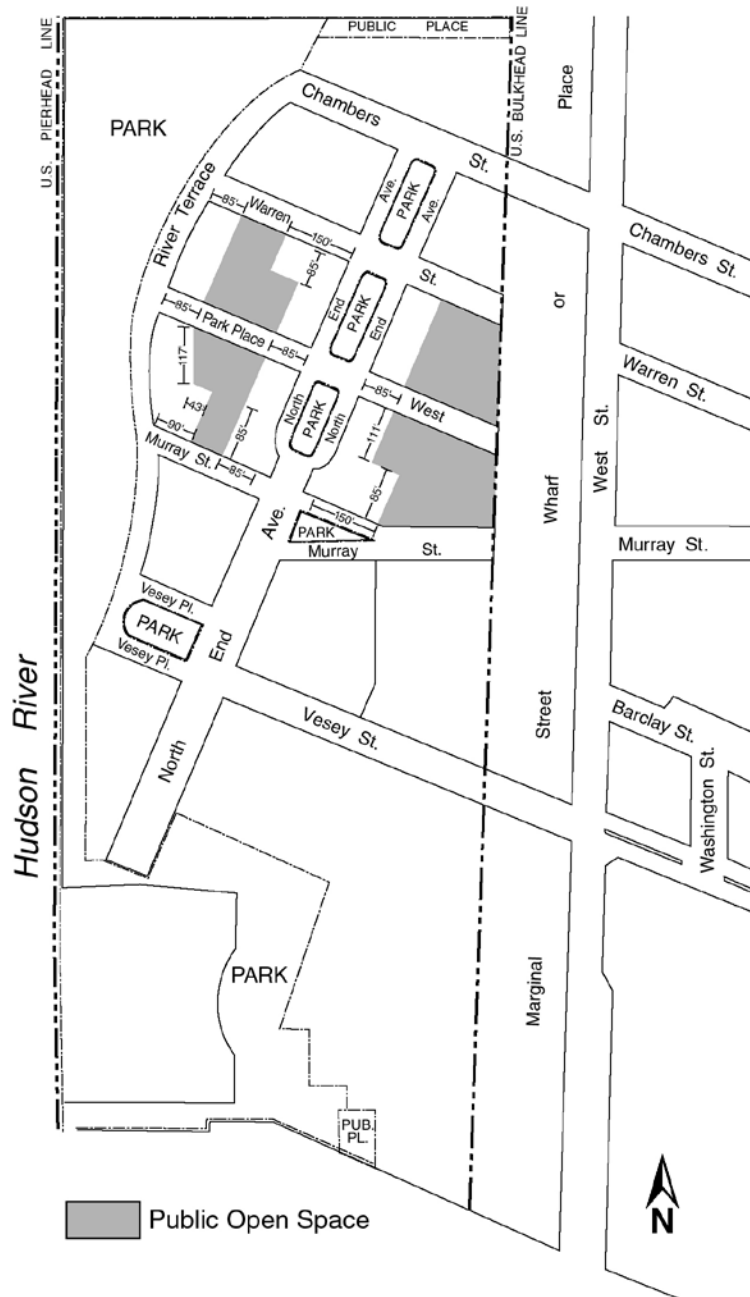 U.S. PIERHEAD LINE
PUBLIC PLACE
U.S. BULKHEAD LINE
Place
PARK
Chambers St.
River Terrace
Ave.
PARK
Ave.
85'
Warren St.
150'
85'
Chambers St.
or
End
PARK
End
85'
Park Place
85'
85'
West
Warren St.
117'
43'
90'
85'
North
PARK
North
111'
85'
West St.
Murray St.
85'
150'
Wharf
Ave.
PARK
Murray St.
Murray St.
Vesey Pl.
PARK
Vesey Pl.
End
Hudson River
Vesey St.
Street
Barclay St.
North
Washington St.
PARK
Marginal
PUB.
PL.
N
Public Open Space